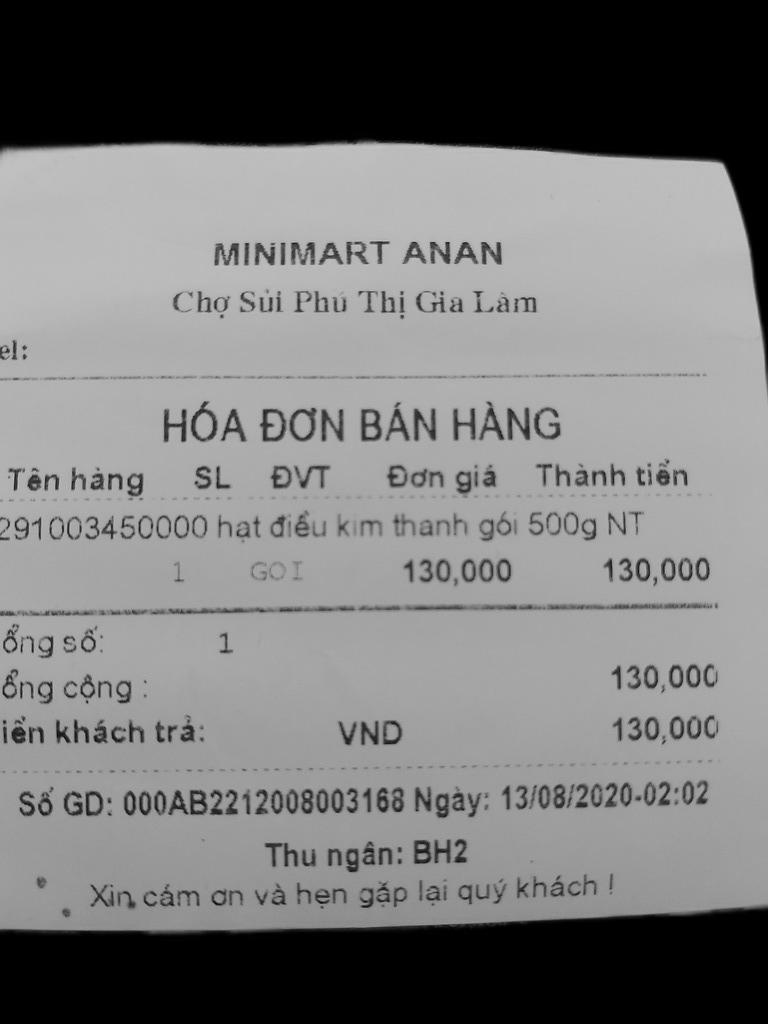 MINIMART ANAN
Chợ Sủi Phú Thị Gia Lâm
el:
HÓA ĐƠN BÁN HÀNG
Tên hàng SL ĐVT Đơn giá Thành tiền
291003450000 hạt điều kim thanh gói 500g NT
1 GOI 130,000 130,000
ổng số: 1
ổng cộng : 130,000
iền khách trả: VND 130,000
Số GD: 000AB2212008003168 Ngày: 13/08/2020-02:02
Thu ngân: BH2
Xin cám ơn và hẹn gặp lại quý khách !